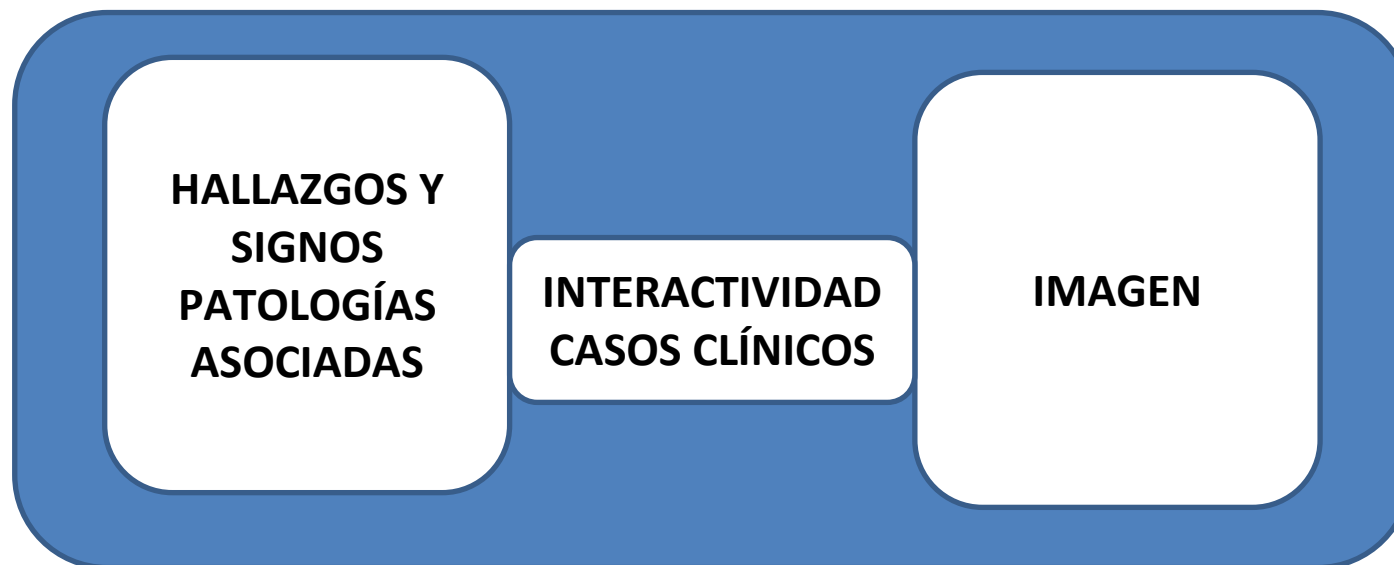 HALLAZGOS Y
SIGNOS
PATOLOGÍAS
ASOCIADAS
INTERACTIVIDAD
CASOS CLÍNICOS
IMAGEN